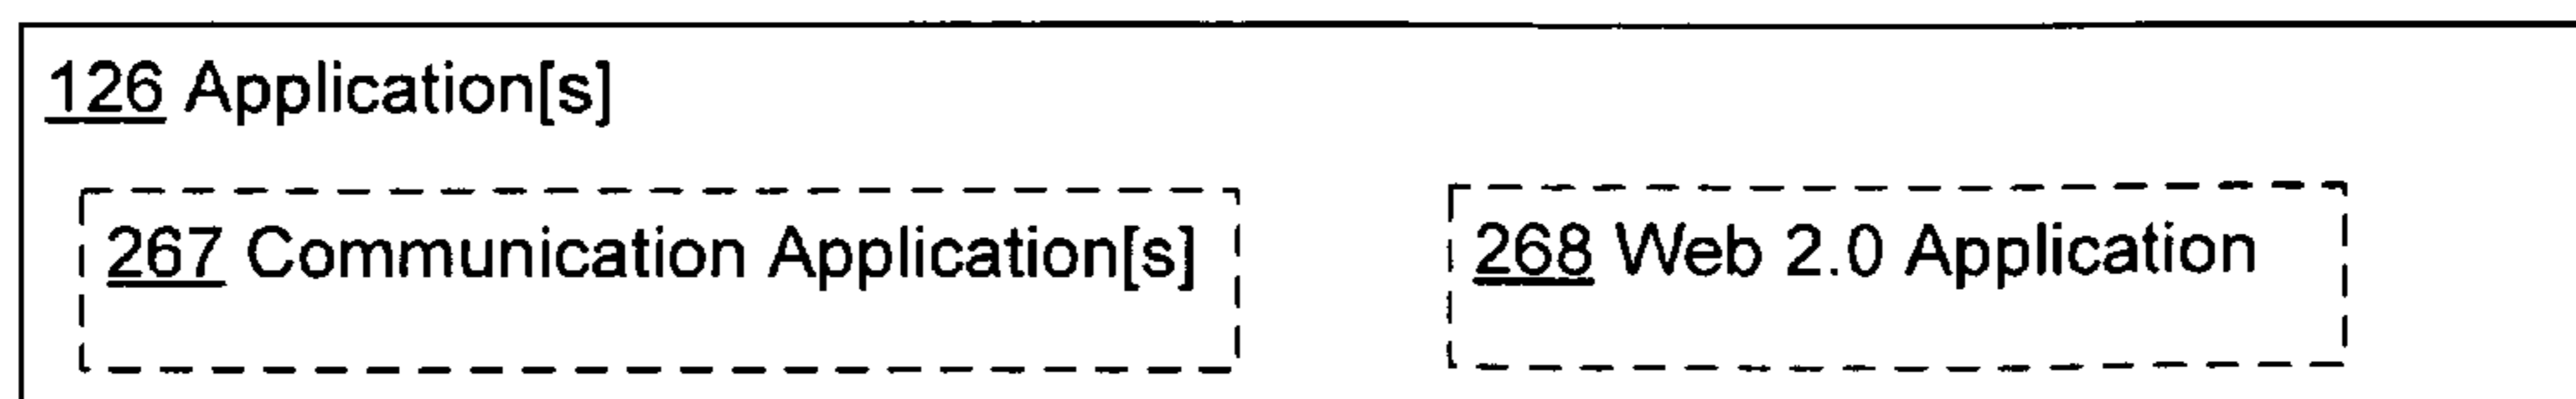 126 Application[s]
267 Communication Application[s]
268 Web 2.0 Application